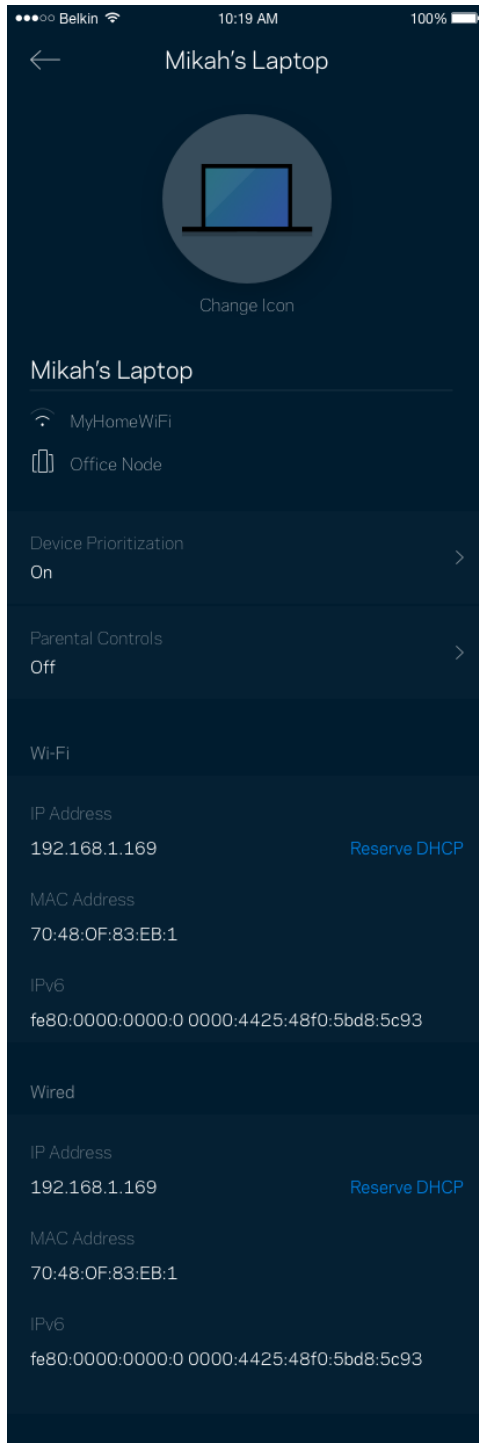 Belkin 10:19 AM 100%
Mikah's Laptop
Change Icon
Mikah's Laptop
MyHomeWiFi
Office Node
Device Prioritization
On
Parental Controls
Off
Wi-Fi
IP Address
192.168.1.169 Reserve DHCP
MAC Address
70:48:0F:83:EB:1
IPv6
fe80:0000:0000:0 0000:4425:48f0:5bd8:5c93
Wired
IP Address
192.168.1.169 Reserve DHCP
MAC Address
70:48:0F:83:EB:1
IPv6
fe80:0000:0000:0 0000:4425:48f0:5bd8:5c93